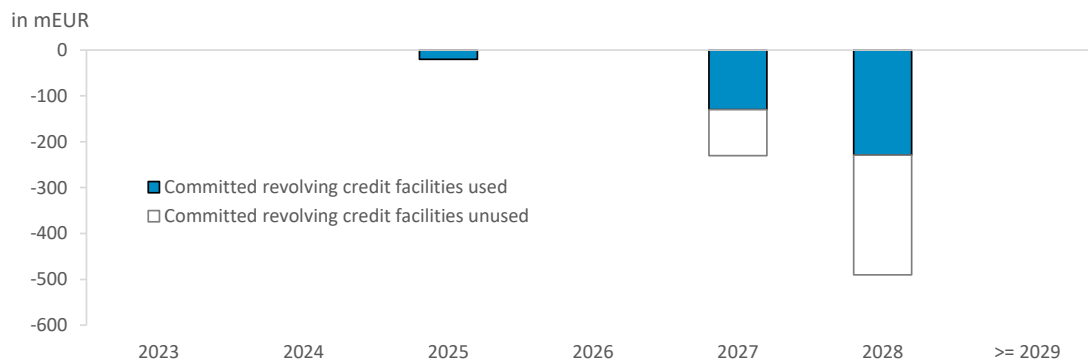 in mEUR
0
-100
-200
-300
-400
-500
-600
Committed revolving credit facilities used
Committed revolving credit facilities unused
2023 2024 2025 2026 2027 2028 >= 2029